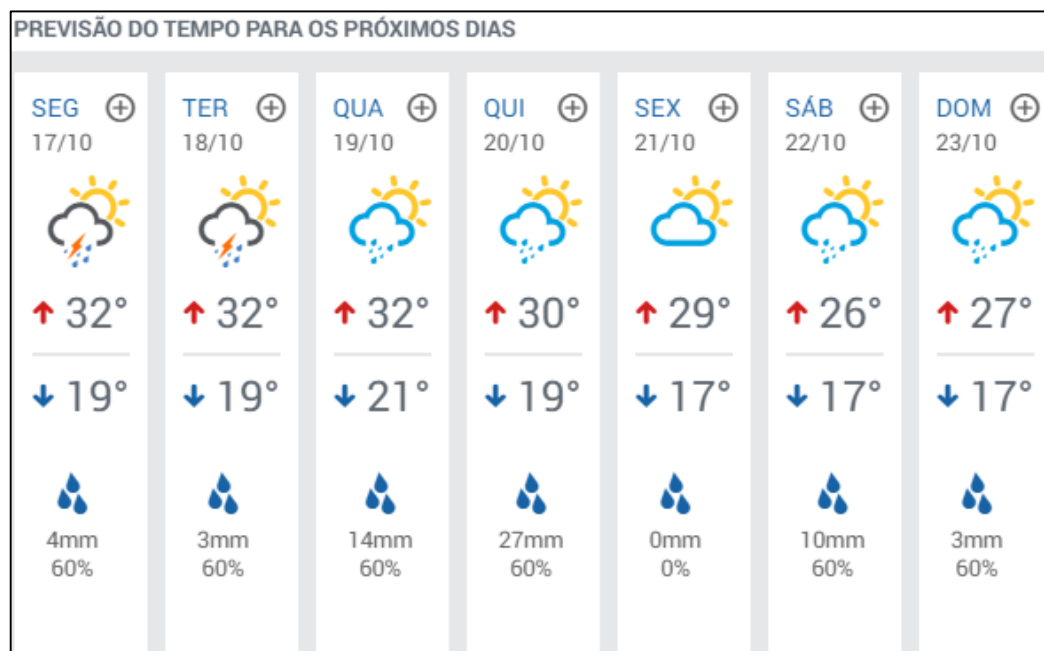 PREVISÃO DO TEMPO PARA OS PRÓXIMOS DIAS
SEG TER QUA QUI SEX SÁB DOM
17/10 18/10 19/10 20/10 21/10 22/10 23/10
32° 32° 32° 30° 29° 26° 27°
19° 19° 21° 19° 17° 17° 17°
4mm 3mm 14mm 27mm 0mm 10mm 3mm
60% 60% 60% 60% 0% 60% 60%